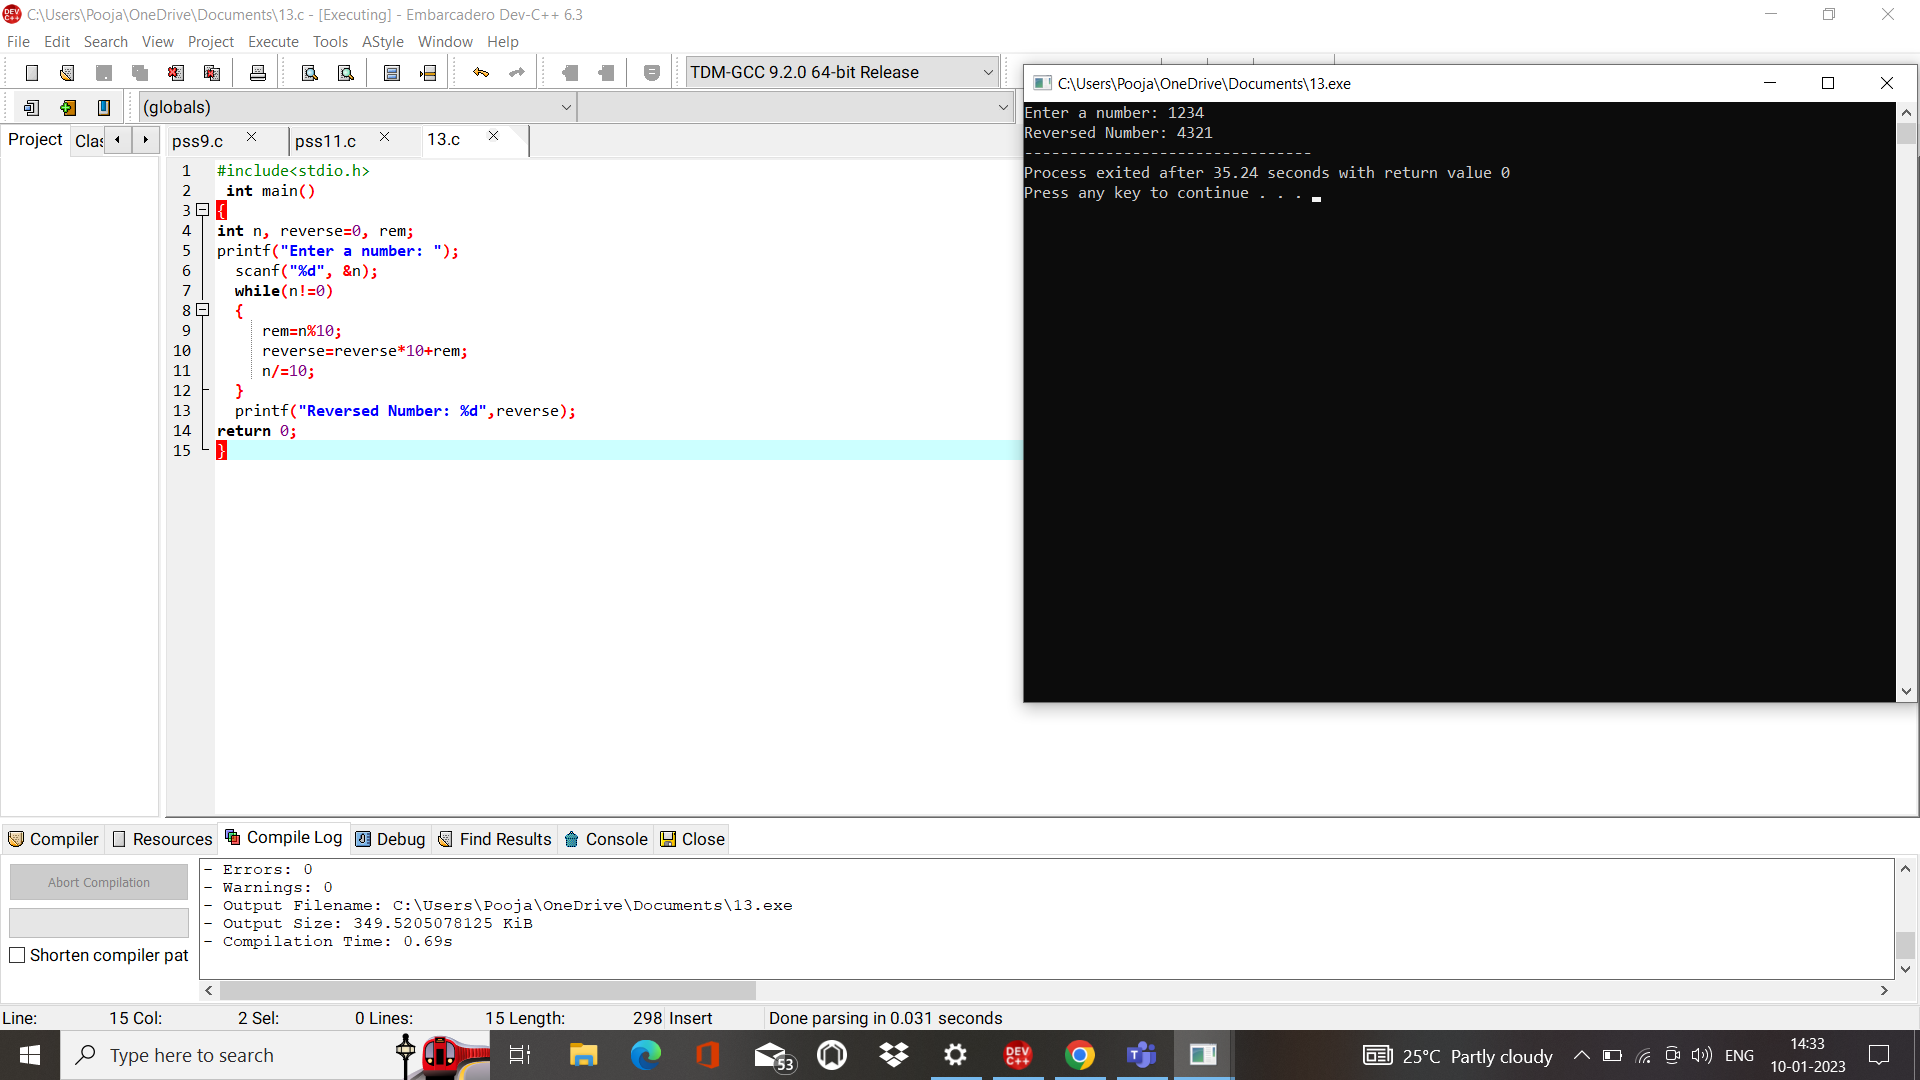 C:\Users\Pooja\OneDrive\Documents\13.c - [Executing] - Embarcadero Dev-C++ 6.3
File Edit Search View Project Execute Tools AStyle Window Help
TDM-GCC 9.2.0 64-bit Release
(globals)
Project Clas
pss9.c pss11.c 13.c
1 #include<stdio.h>
2 int main()
3 {
4 int n, reverse=0, rem;
5 printf("Enter a number: ");
6 scanf("%d", &n);
7 while(n!=0)
8 {
9 rem=n%10;
10 reverse=reverse*10+rem;
11 n/=10;
12 }
13 printf("Reversed Number: %d",reverse);
14 return 0;
15 }
C:\Users\Pooja\OneDrive\Documents\13.exe
Enter a number: 1234
Reversed Number: 4321
--------------------------------
Process exited after 35.24 seconds with return value 0
Press any key to continue . . .
Compiler Resources Compile Log Debug Find Results Console Close
Abort Compilation
Shorten compiler pat
- Errors: 0
- Warnings: 0
- Output Filename: C:\Users\Pooja\OneDrive\Documents\13.exe
- Output Size: 349.5205078125 KiB
- Compilation Time: 0.69s
Line: 15 Col: 2 Sel: 0 Lines: 15 Length: 298 Insert Done parsing in 0.031 seconds
Type here to search
53
DEV C++
25°C Partly cloudy
ENG
14:33
10-01-2023